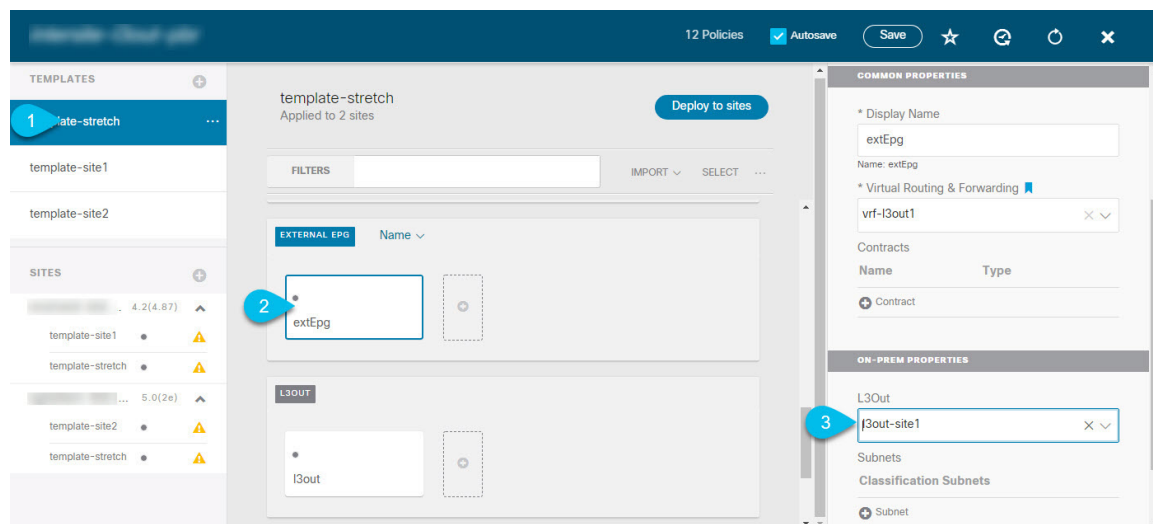 12 Policies
Autosave
Save
TEMPLATES
1
template-site1
template-site2
SITES
4.2(4.87)
template-site1
template-stretch
... 5.0(2e)
template-site2
template-stretch
template-stretch
Applied to 2 sites
Deploy to sites
FILTERS
IMPORT
SELECT
...
EXTERNAL EPG
Name
2
extEpg
L3OUT
l3out
COMMON PROPERTIES
* Display Name
extEpg
Name: extEpg
* Virtual Routing & Forwarding
vrf-l3out1
Contracts
Name Type
Contract
ON-PREM PROPERTIES
L3Out
3
l3out-site1
Subnets
Classification Subnets
Subnet